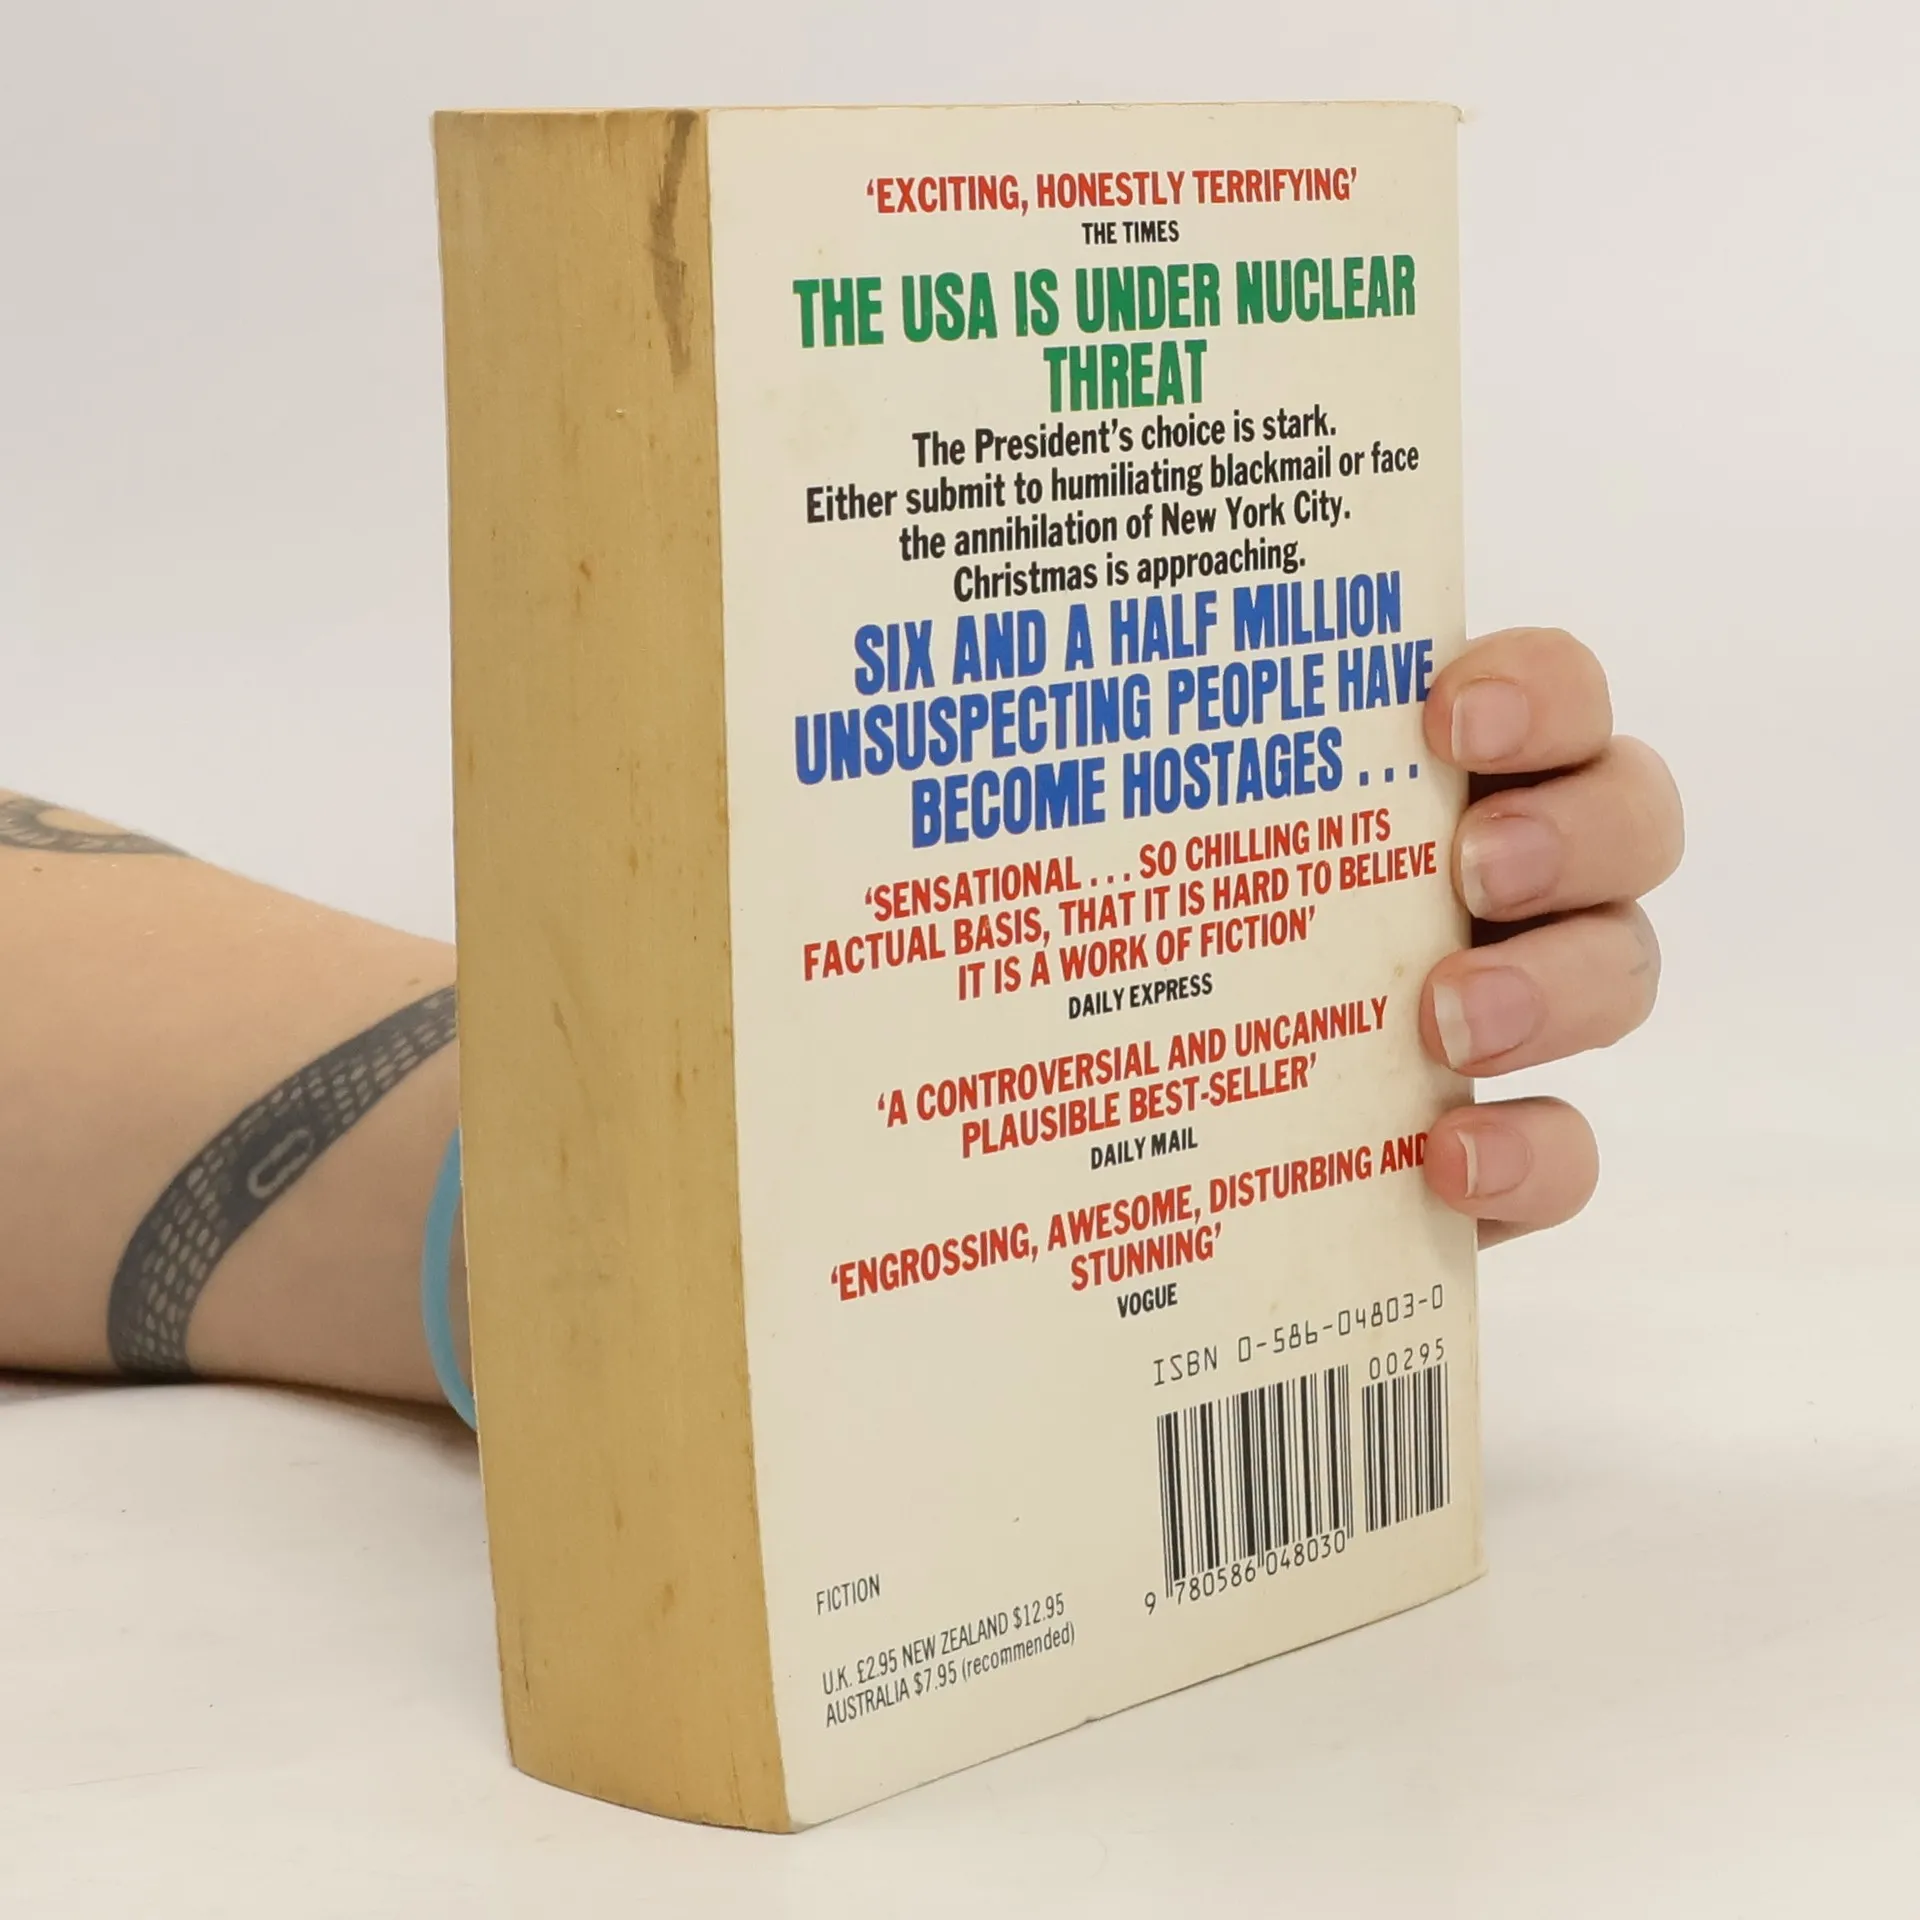 ‘EXCITING, HONESTLY TERRIFYING’
THE TIMES
THE USA IS UNDER NUCLEAR
THREAT
The President’s choice is stark.
Either submit to humiliating blackmail or face
the annihilation of New York City.
Christmas is approaching.
SIX AND A HALF MILLION
UNSUSPECTING PEOPLE HAVE
BECOME HOSTAGES . . .
‘SENSATIONAL . . . SO CHILLING IN ITS
FACTUAL BASIS, THAT IT IS HARD TO BELIEVE
IT IS A WORK OF FICTION’
DAILY EXPRESS
‘A CONTROVERSIAL AND UNCANNILY
PLAUSIBLE BEST-SELLER’
DAILY MAIL
‘ENGROSSING, AWESOME, DISTURBING AND
STUNNING’
VOGUE
ISBN 0-586-04803-0
00295
9 780586 048030
FICTION
U.K. £2.95 NEW ZEALAND $12.95
AUSTRALIA $7.95 (recommended)